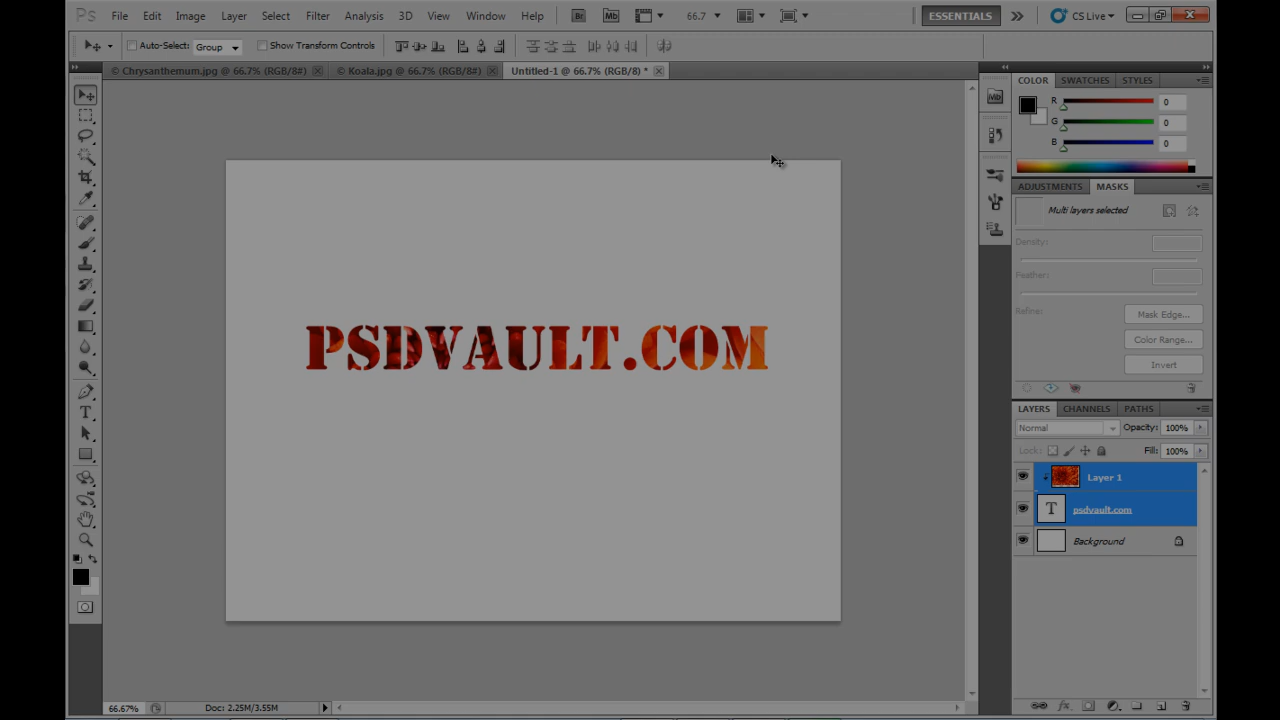 Ps File Edit Image Layer Select Filter Analysis 3D View Window Help Br Mb 66.7 ESSENTIALS CS Live
Auto-Select: Group Show Transform Controls
© Chrysanthemum.jpg @ 66.7% (RGB/8#) © Koala.jpg @ 66.7% (RGB/8#) Untitled-1 @ 66.7% (RGB/8) *
COLOR SWATCHES STYLES
Mb
R 0
G 0
B 0
ADJUSTMENTS MASKS
Multi layers selected
Density:
Feather:
Refine: Mask Edge...
Color Range...
Invert
PSDVAULT.COM
LAYERS CHANNELS PATHS
Normal Opacity: 100%
Lock: Fill: 100%
Layer 1
T psdvault.com
Background
66.67% Doc: 2.25M/3.55M